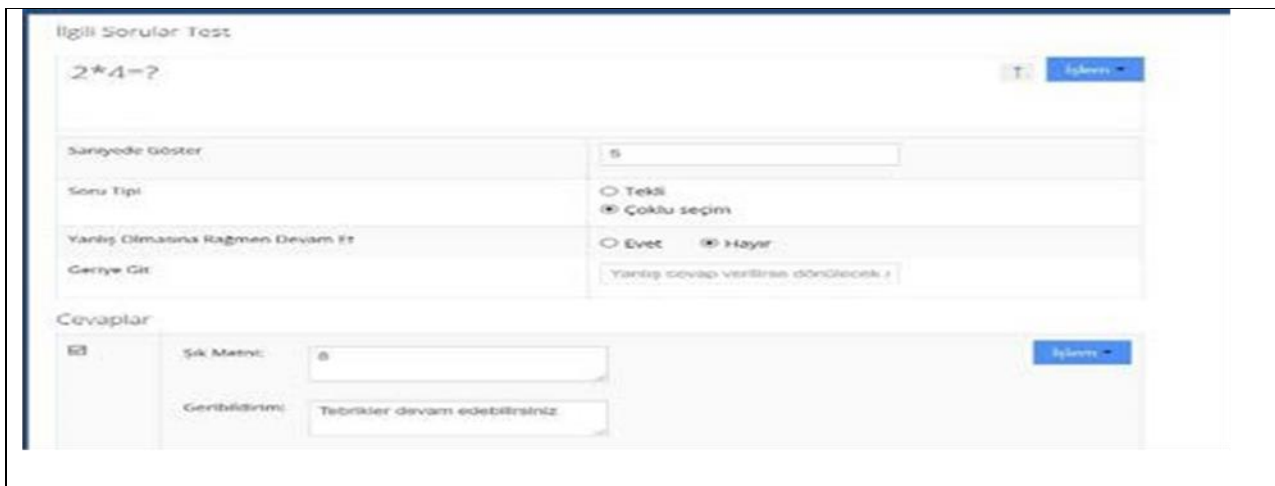 İlgili Sorular Test
2*4=?
T.
İşlem
Saniyede Göster
5
Soru Tipi
Tekli
Çoklu seçim
Yanlış Olmasına Rağmen Devam Et
Evet Hayır
Geriye Git
Yanlış cevap verilirse dönülecek
Cevaplar
Şık Metni: 8
İşlem
Geribildirim: Tebrikler devam edebilirsiniz